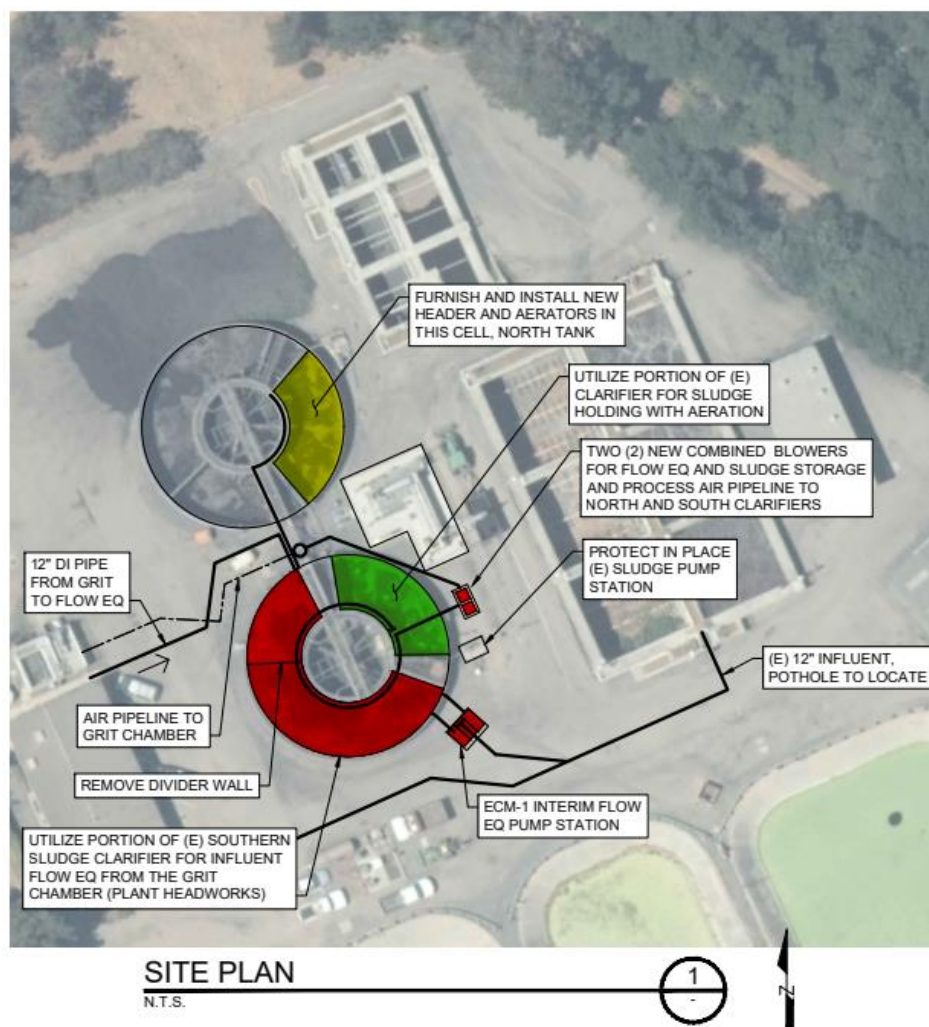 FURNISH AND INSTALL NEW
HEADER AND AERATORS IN
THIS CELL, NORTH TANK
UTILIZE PORTION OF (E)
CLARIFIER FOR SLUDGE
HOLDING WITH AERATION
TWO (2) NEW COMBINED BLOWERS
FOR FLOW EQ AND SLUDGE STORAGE
AND PROCESS AIR PIPELINE TO
NORTH AND SOUTH CLARIFIERS
12" DI PIPE
FROM GRIT
TO FLOW EQ
PROTECT IN PLACE
(E) SLUDGE PUMP
STATION
(E) 12" INFLUENT,
POTHOLE TO LOCATE
AIR PIPELINE TO
GRIT CHAMBER
REMOVE DIVIDER WALL
ECM-1 INTERIM FLOW
EQ PUMP STATION
UTILIZE PORTION OF (E) SOUTHERN
SLUDGE CLARIFIER FOR INFLUENT
FLOW EQ FROM THE GRIT
CHAMBER (PLANT HEADWORKS)
SITE PLAN
N.T.S.
1
-
Z